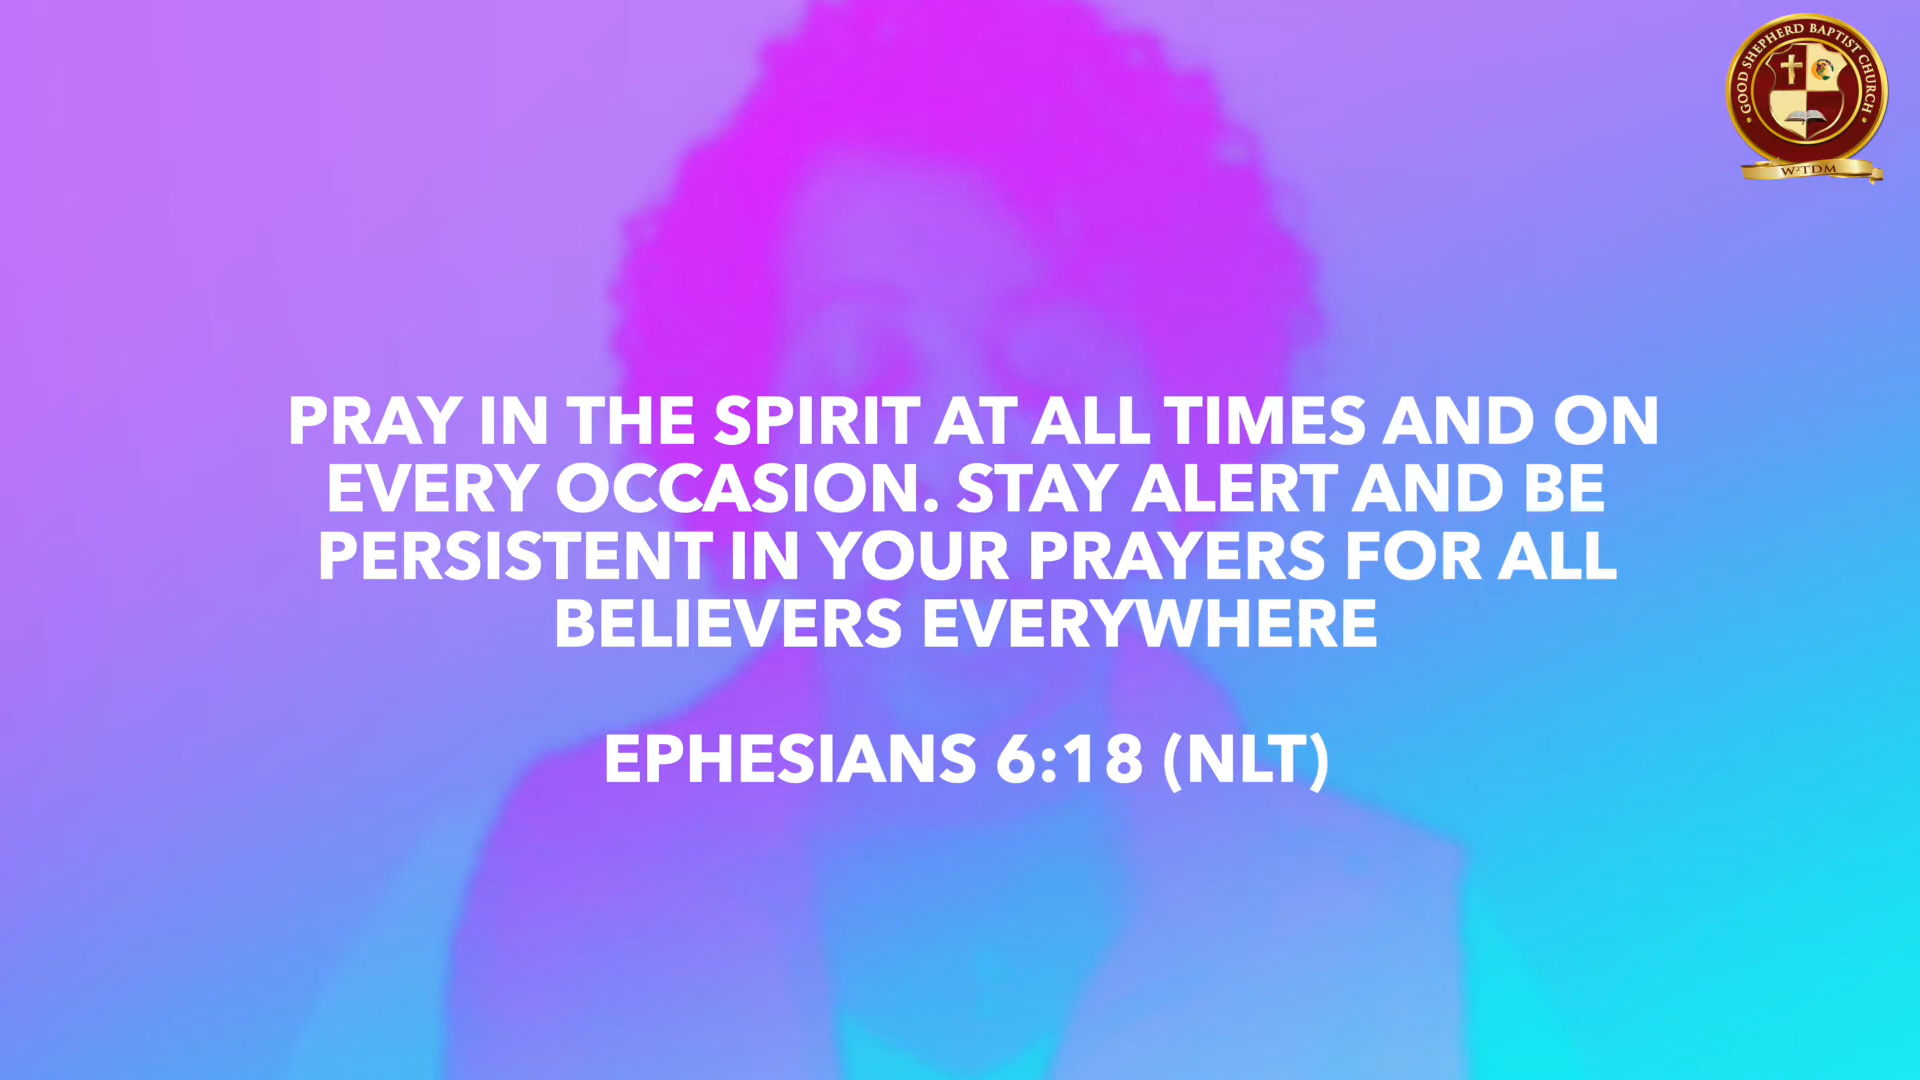 GOOD SHEPHERD BAPTIST CHURCH
W²TDM
PRAY IN THE SPIRIT AT ALL TIMES AND ON
EVERY OCCASION. STAY ALERT AND BE
PERSISTENT IN YOUR PRAYERS FOR ALL
BELIEVERS EVERYWHERE
EPHESIANS 6:18 (NLT)